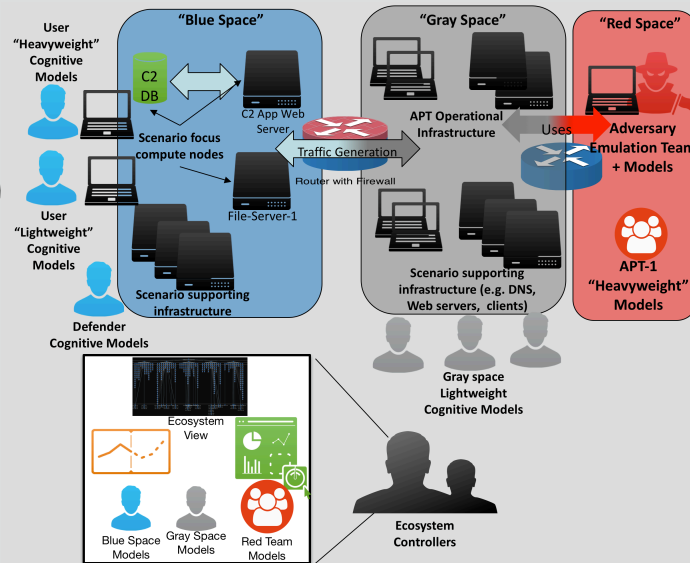 User
“Heavyweight”
Cognitive
Models
User
“Lightweight”
Cognitive
Models
Defender
Cognitive Models
“Blue Space”
C2
DB
C2 App Web
Server
Scenario focus
compute nodes
File-Server-1
Scenario supporting
infrastructure
Traffic Generation
Router with Firewall
“Gray Space”
APT Operational
Infrastructure
Scenario supporting
infrastructure (e.g. DNS,
Web servers, clients)
Gray space
Lightweight
Cognitive Models
Uses
“Red Space”
Adversary
Emulation Team
+ Models
APT-1
“Heavyweight”
Models
Ecosystem
View
Blue Space
Models
Gray Space
Models
Red Team
Models
Ecosystem
Controllers